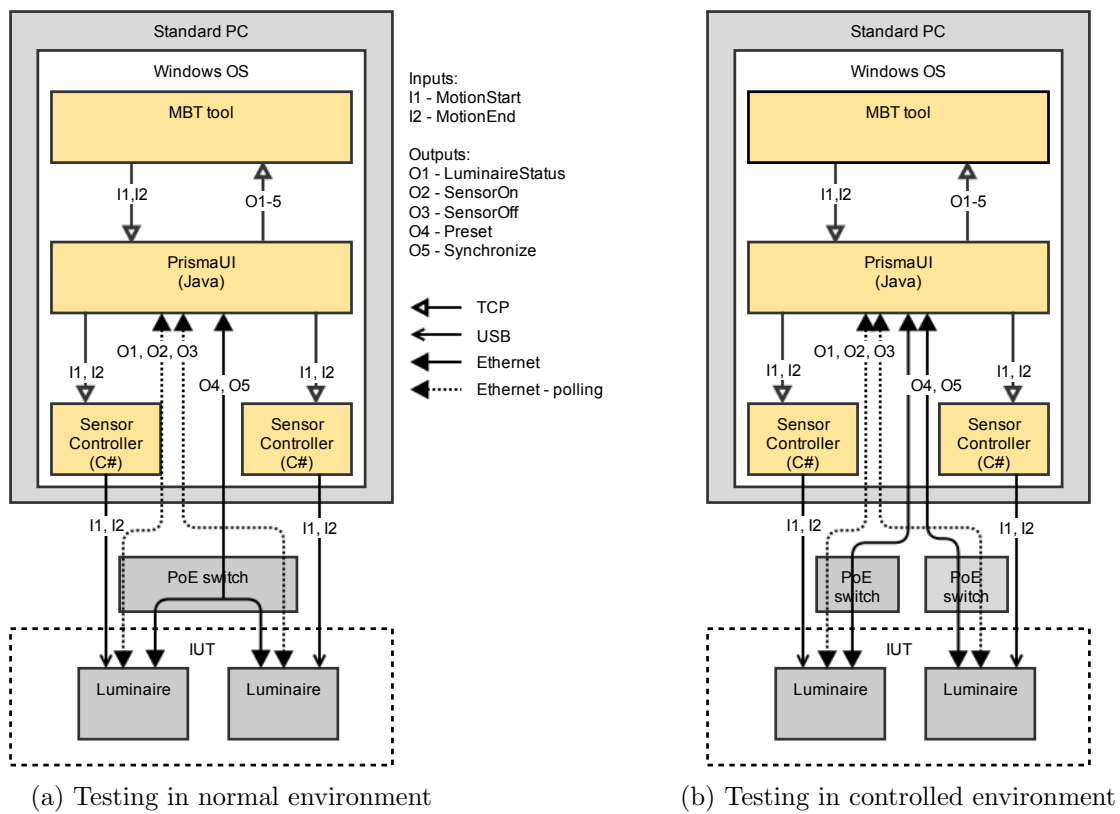 Standard PC
Windows OS
MBT tool
I1,I2
O1-5
PrismaUI
(Java)
O1, O2, O3
I1, I2
O4, O5
I1, I2
Sensor
Controller
(C#)
Sensor
Controller
(C#)
I1, I2
I1, I2
PoE switch
IUT
Luminaire
Luminaire
(a) Testing in normal environment
Inputs:
I1 - MotionStart
I2 - MotionEnd
Outputs:
O1 - LuminaireStatus
O2 - SensorOn
O3 - SensorOff
O4 - Preset
O5 - Synchronize
TCP
USB
Ethernet
Ethernet - polling
Standard PC
Windows OS
MBT tool
I1,I2
O1-5
PrismaUI
(Java)
O1, O2, O3
I1, I2
O4, O5
I1, I2
Sensor
Controller
(C#)
Sensor
Controller
(C#)
I1, I2
I1, I2
PoE
switch
PoE
switch
IUT
Luminaire
Luminaire
(b) Testing in controlled environment